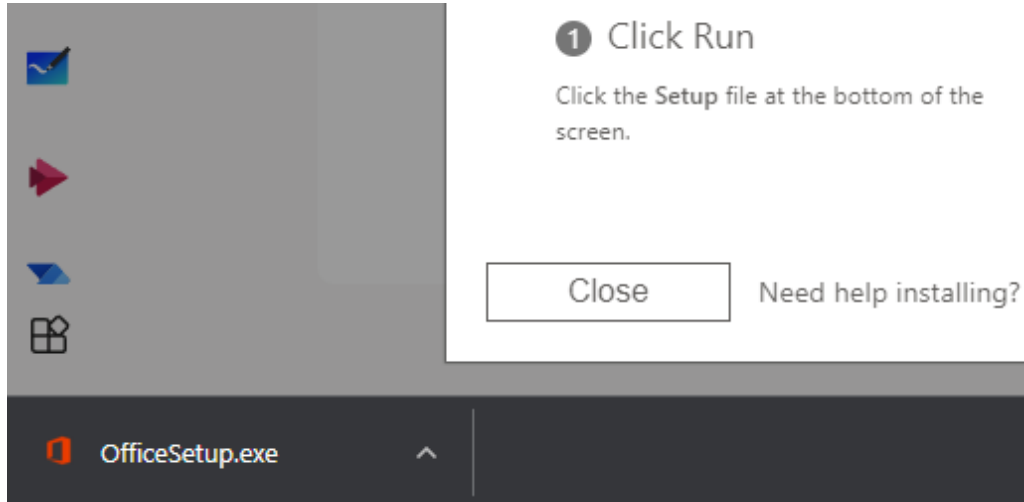 1 Click Run
Click the Setup file at the bottom of the
screen.
Close
Need help installing?
OfficeSetup.exe